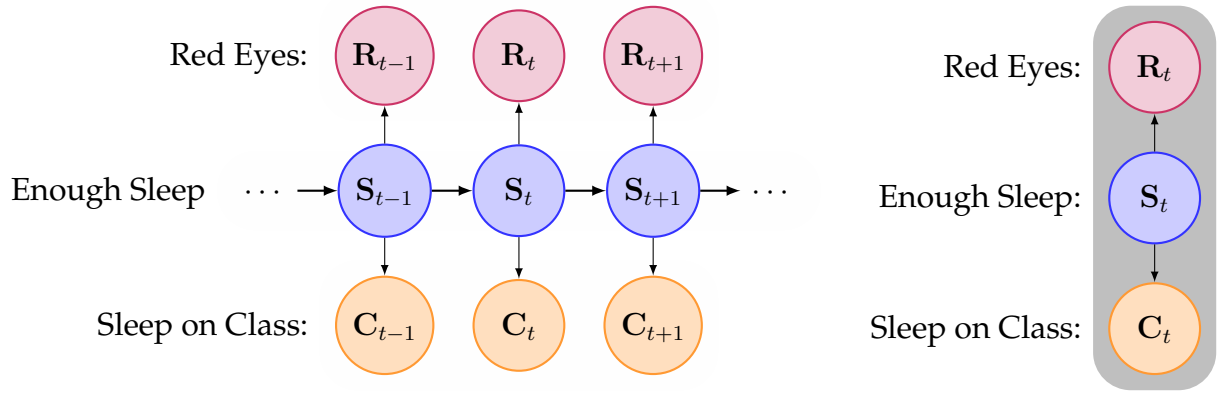 Red Eyes: R_{t−1} R_t R_{t+1}
Enough Sleep ··· S_{t−1} S_t S_{t+1} ···
Sleep on Class: C_{t−1} C_t C_{t+1}
Red Eyes: R_t
Enough Sleep: S_t
Sleep on Class: C_t